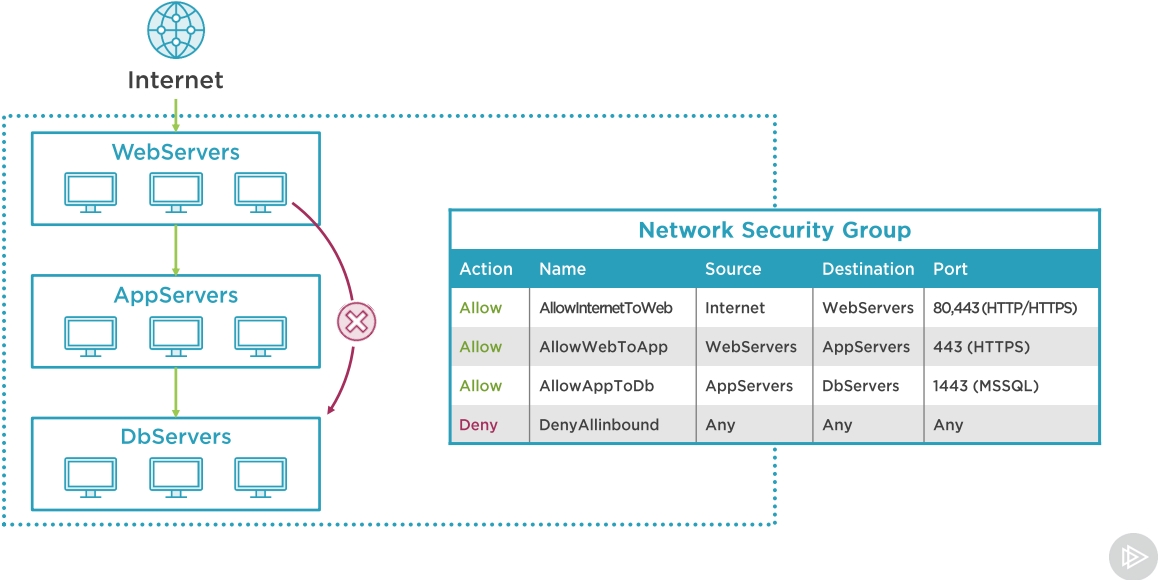 Internet
WebServers
AppServers
DbServers
Network Security Group
Action Name Source Destination Port
Allow AllowInternetToWeb Internet WebServers 80,443(HTTP/HTTPS)
Allow AllowWebToApp WebServers AppServers 443 (HTTPS)
Allow AllowAppToDb AppServers DbServers 1443 (MSSQL)
Deny DenyAllinbound Any Any Any